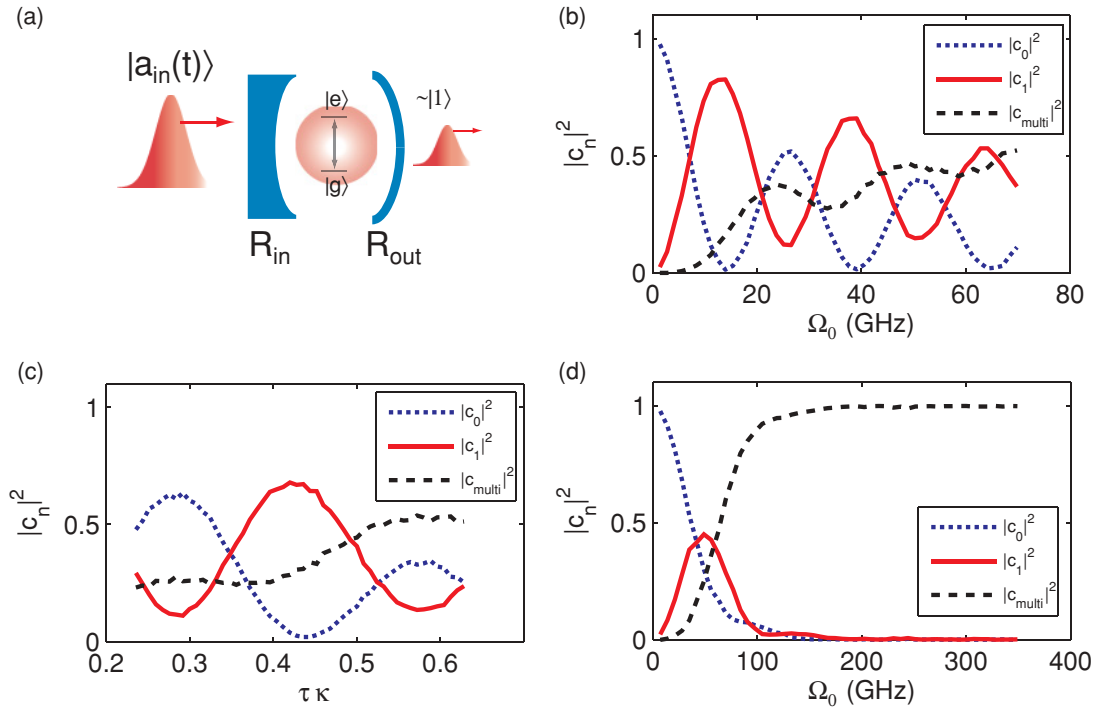 (a)
|a_in(t)⟩
|e⟩
|g⟩
~|1⟩
R_in
R_out
(b)
|c_n|^2
1
0.5
0
0
20
40
60
80
Ω_0 (GHz)
|c_0|^2
|c_1|^2
|c_multi|^2
(c)
|c_n|^2
1
0.5
0
0.2
0.3
0.4
0.5
0.6
τ κ
|c_0|^2
|c_1|^2
|c_multi|^2
(d)
|c_n|^2
1
0.5
0
0
100
200
300
400
Ω_0 (GHz)
|c_0|^2
|c_1|^2
|c_multi|^2